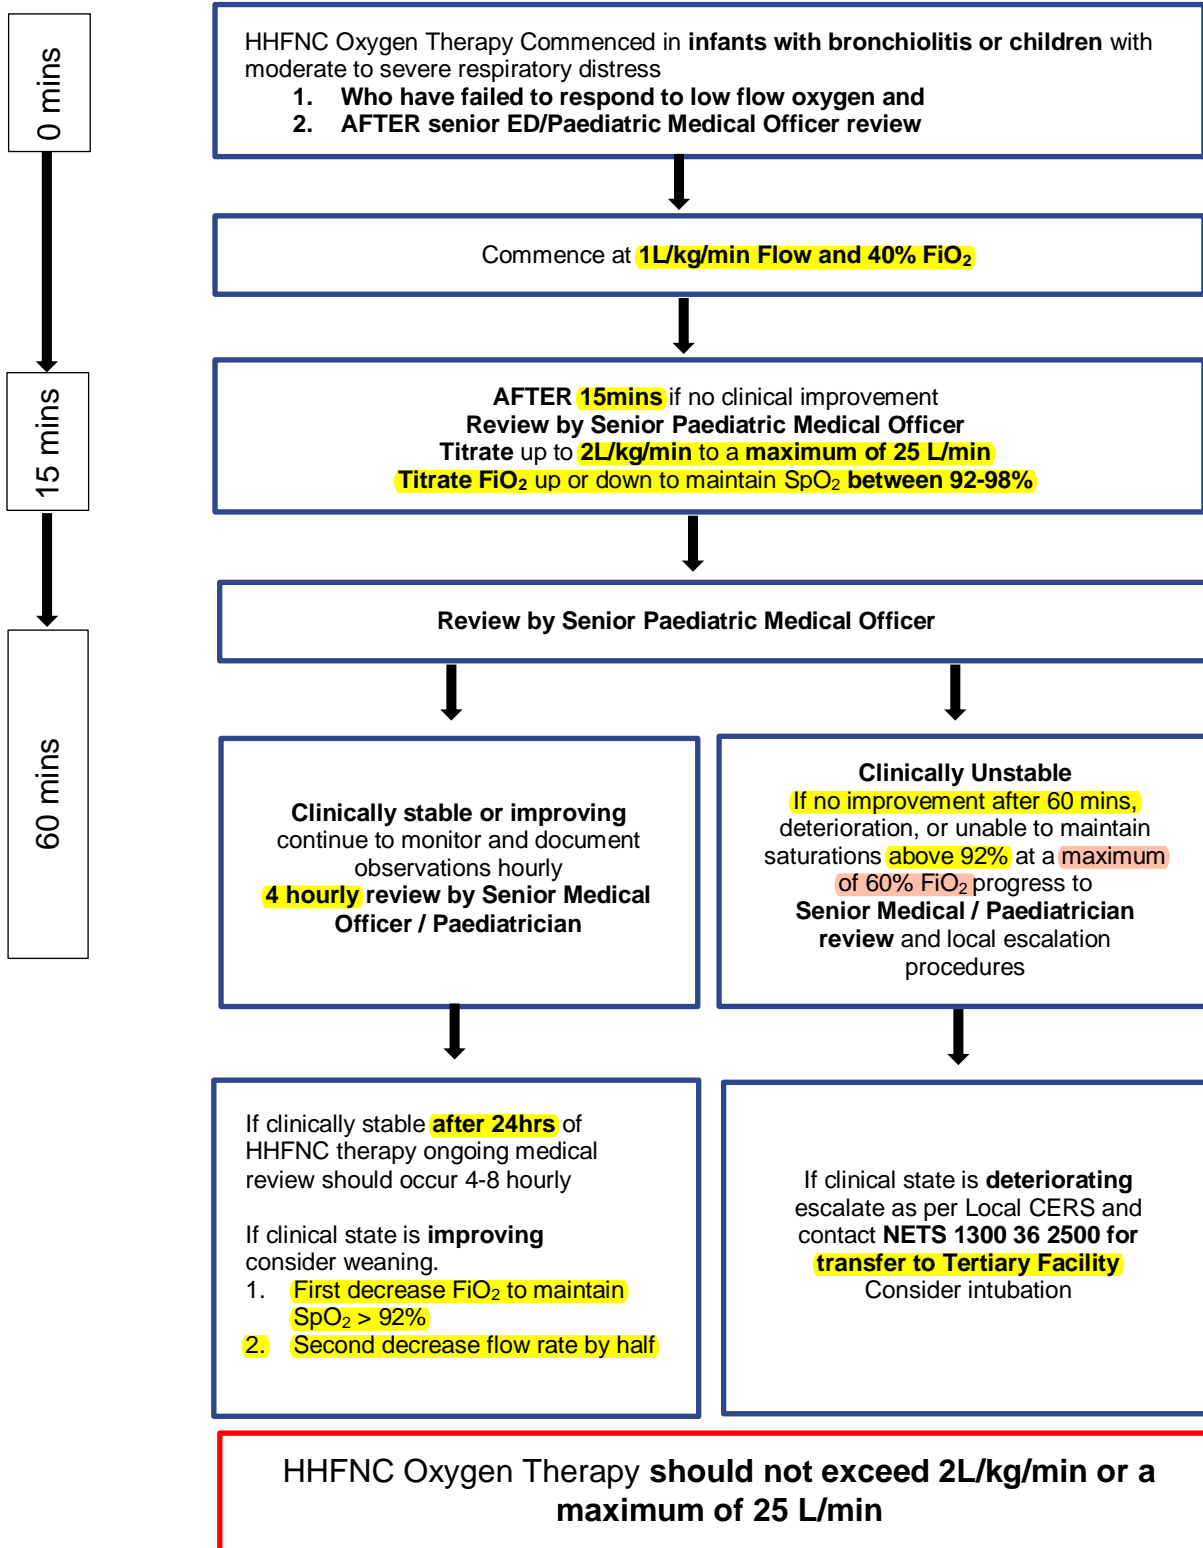 0 mins
HHFNC Oxygen Therapy Commenced in infants with bronchiolitis or children with
moderate to severe respiratory distress
1. Who have failed to respond to low flow oxygen and
2. AFTER senior ED/Paediatric Medical Officer review
Commence at 1L/kg/min Flow and 40% FiO₂
15 mins
AFTER 15mins if no clinical improvement
Review by Senior Paediatric Medical Officer
Titrate up to 2L/kg/min to a maximum of 25 L/min
Titrate FiO₂ up or down to maintain SpO₂ between 92-98%
Review by Senior Paediatric Medical Officer
60 mins
Clinically stable or improving
continue to monitor and document
observations hourly
4 hourly review by Senior Medical
Officer / Paediatrician
Clinically Unstable
If no improvement after 60 mins,
deterioration, or unable to maintain
saturations above 92% at a maximum
of 60% FiO₂ progress to
Senior Medical / Paediatrician
review and local escalation
procedures
If clinically stable after 24hrs of
HHFNC therapy ongoing medical
review should occur 4-8 hourly
If clinical state is improving
consider weaning.
1. First decrease FiO₂ to maintain
SpO₂ > 92%
2. Second decrease flow rate by half
If clinical state is deteriorating
escalate as per Local CERS and
contact NETS 1300 36 2500 for
transfer to Tertiary Facility
Consider intubation
HHFNC Oxygen Therapy should not exceed 2L/kg/min or a
maximum of 25 L/min